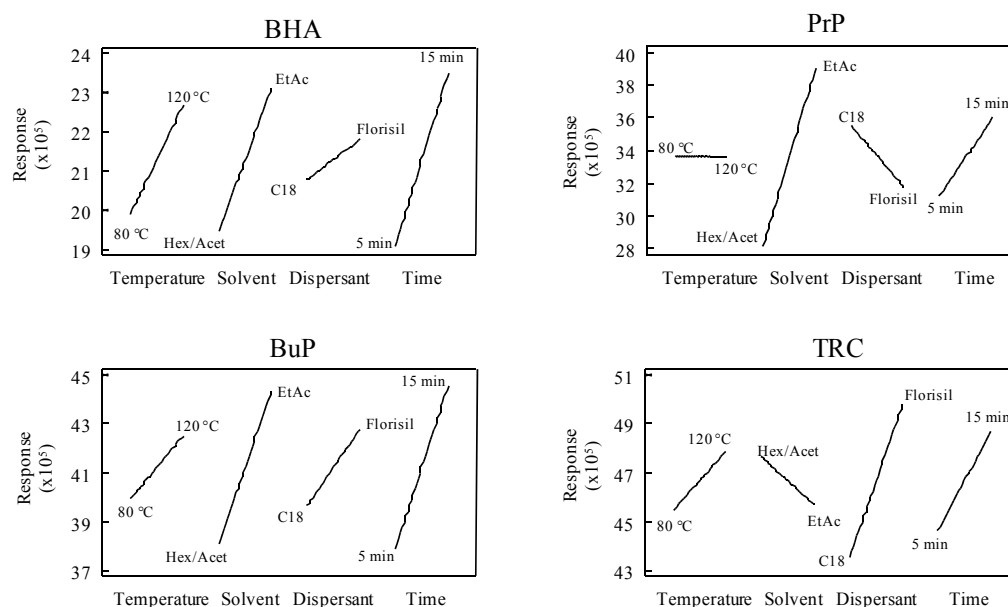 BHA
24
23
22
21
20
19
Response
(x10⁵)
120 °C
80 °C
EtAc
Hex/Acet
Florisil
C18
15 min
5 min
Temperature Solvent Dispersant Time
PrP
40
38
36
34
32
30
28
Response
(x10⁵)
80 °C
120 °C
EtAc
Hex/Acet
C18
Florisil
15 min
5 min
Temperature Solvent Dispersant Time
BuP
45
43
41
39
37
Response
(x10⁵)
120 °C
80 °C
EtAc
Hex/Acet
Florisil
C18
15 min
5 min
Temperature Solvent Dispersant Time
TRC
51
49
47
45
43
Response
(x10⁵)
120 °C
80 °C
Hex/Acet
EtAc
Florisil
C18
15 min
5 min
Temperature Solvent Dispersant Time